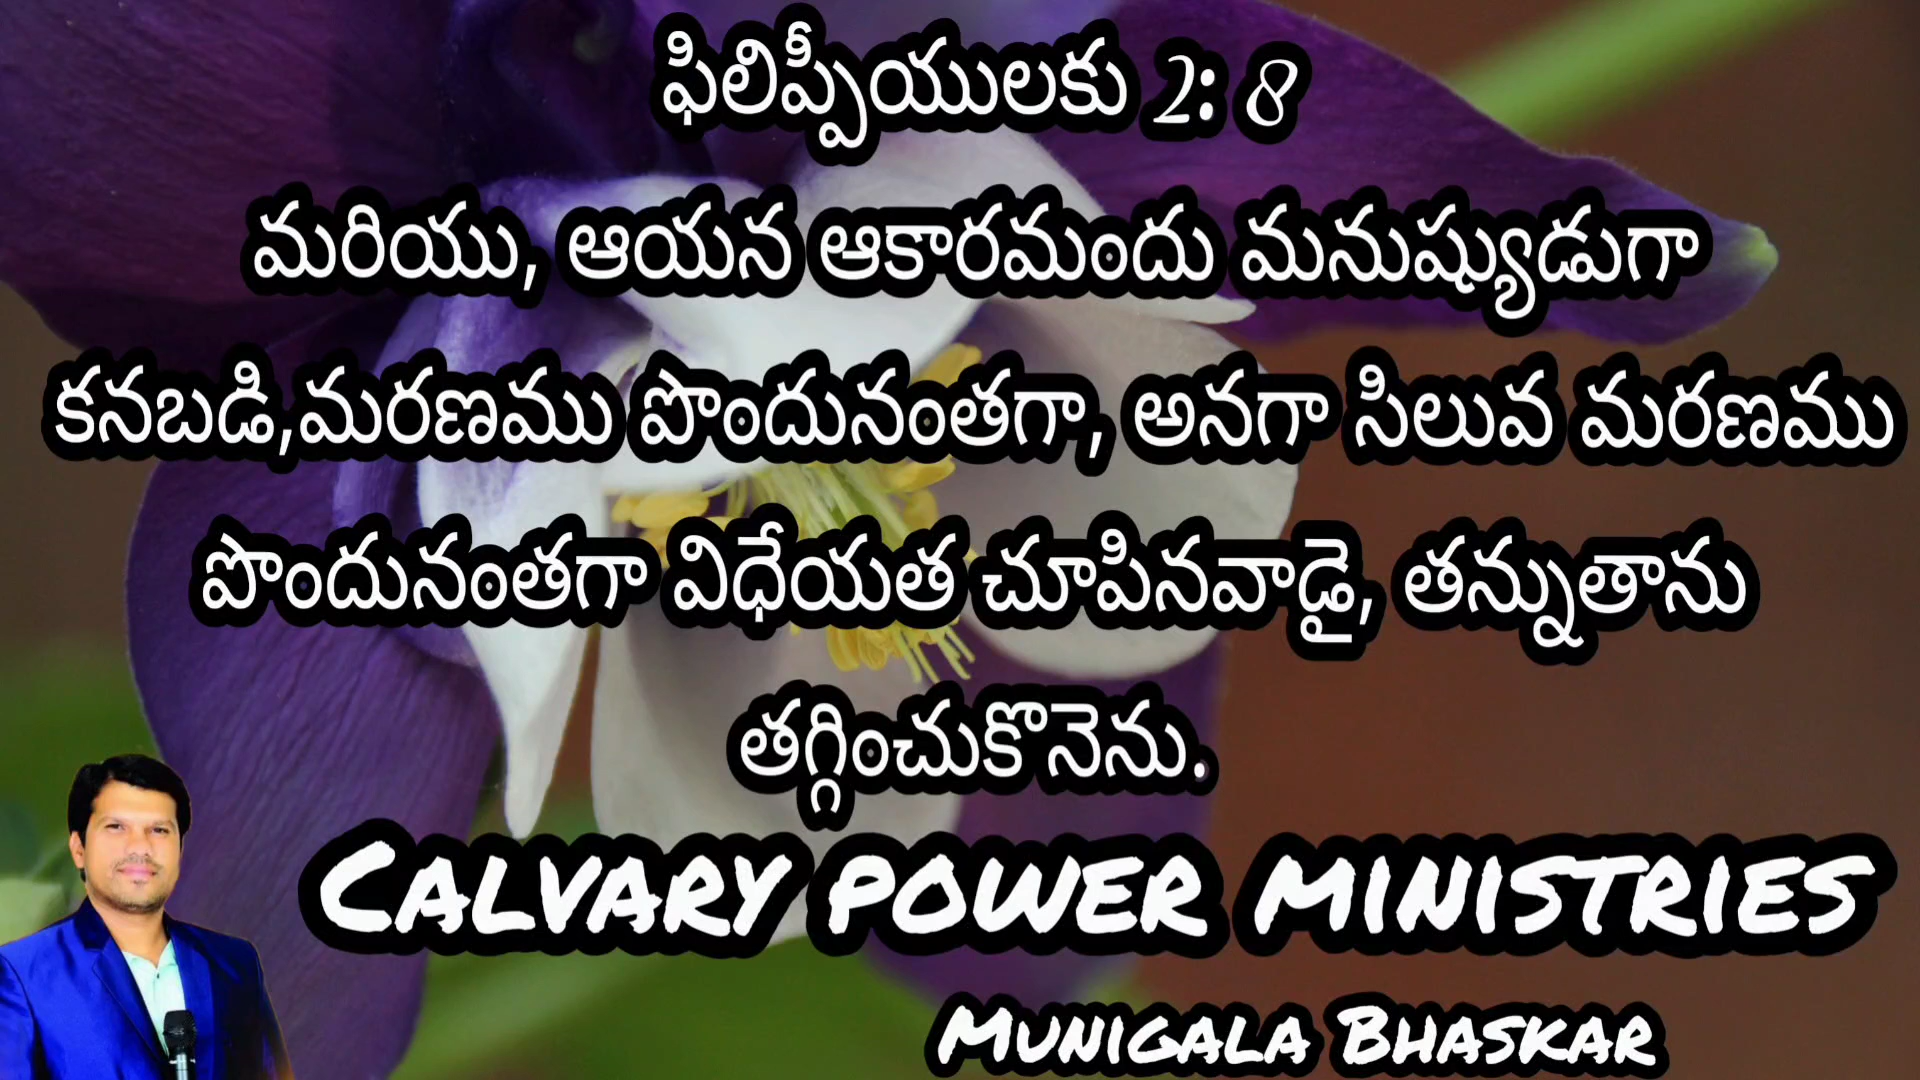 ఫిలిప్పీయులకు 2: 8
మరియు, ఆయన ఆకారమందు మనుష్యుడుగా
కనబడి,మరణము పొందునంతగా, అనగా సిలువ మరణము
పొందునంతగా విధేయత చూపినవాడై, తన్నుతాను
తగ్గించుకొనెను.
Calvary power ministries
Munigala Bhaskar